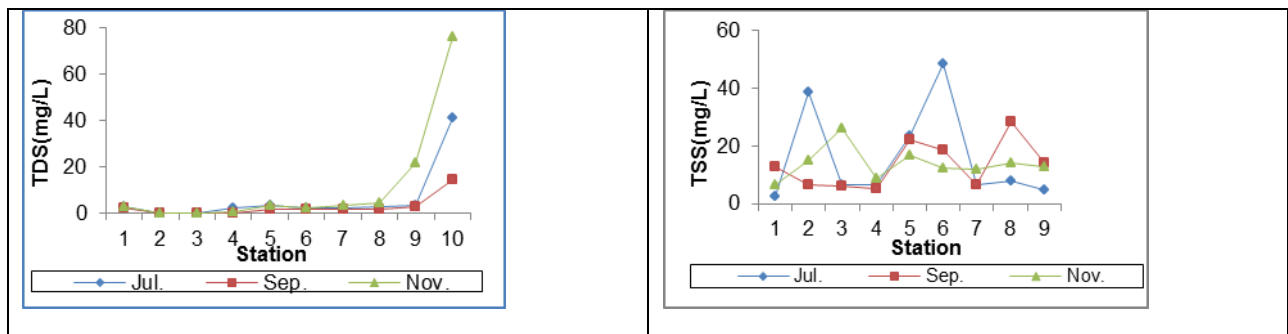 TDS(mg/L)
80
60
40
20
0
1 2 3 4 5 6 7 8 9 10
Station
Jul. Sep. Nov.
TSS(mg/L)
60
40
20
0
1 2 3 4 5 6 7 8 9
Station
Jul. Sep. Nov.